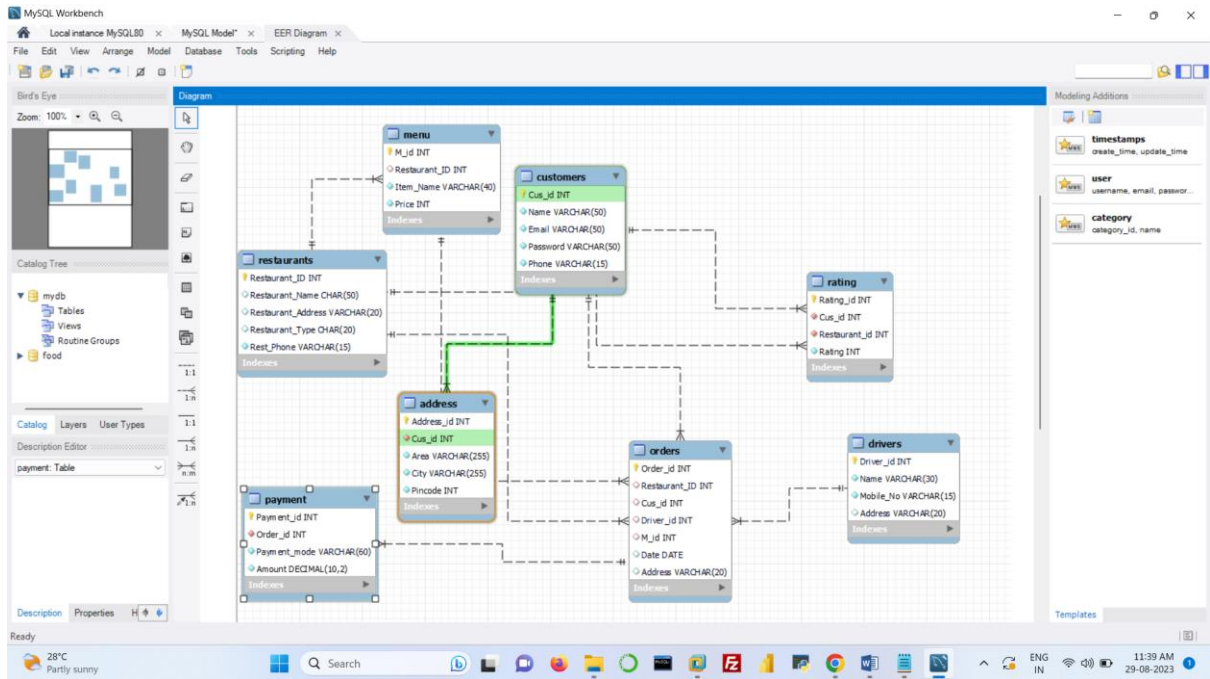 MySQL Workbench
Local instance MySQL80 × MySQL Model* × EER Diagram ×
File Edit View Arrange Model Database Tools Scripting Help
Bird's Eye
Zoom: 100%
Diagram
Modeling Additions
timestamps
create_time, update_time
user
username, email, passwor...
category
category_id, name
menu
M_id INT
Restaurant_ID INT
Item_Name VARCHAR(40)
Price INT
Indexes
customers
Cus_id INT
Name VARCHAR(50)
Email VARCHAR(50)
Password VARCHAR(50)
Phone VARCHAR(15)
Indexes
Catalog Tree
mydb
Tables
Views
Routine Groups
food
restaurants
Restaurant_ID INT
Restaurant_Name CHAR(50)
Restaurant_Address VARCHAR(20)
Restaurant_Type CHAR(20)
Rest_Phone VARCHAR(15)
Indexes
rating
Rating_id INT
Cus_id INT
Restaurant_id INT
Rating INT
Indexes
1:1
1:n
1:1
1:n
n:m
1:n
address
Address_id INT
Cus_id INT
Area VARCHAR(255)
City VARCHAR(255)
Pincode INT
Indexes
Catalog Layers User Types
Description Editor
payment: Table
orders
Order_id INT
Restaurant_ID INT
Cus_id INT
Driver_id INT
M_id INT
Date DATE
Address VARCHAR(20)
Indexes
drivers
Driver_id INT
Name VARCHAR(30)
Mobile_No VARCHAR(15)
Address VARCHAR(20)
Indexes
payment
Payment_id INT
Order_id INT
Payment_mode VARCHAR(60)
Amount DECIMAL(10,2)
Indexes
Description Properties H
Templates
Ready
28°C
Partly sunny
Search
ENG
IN
11:39 AM
29-08-2023